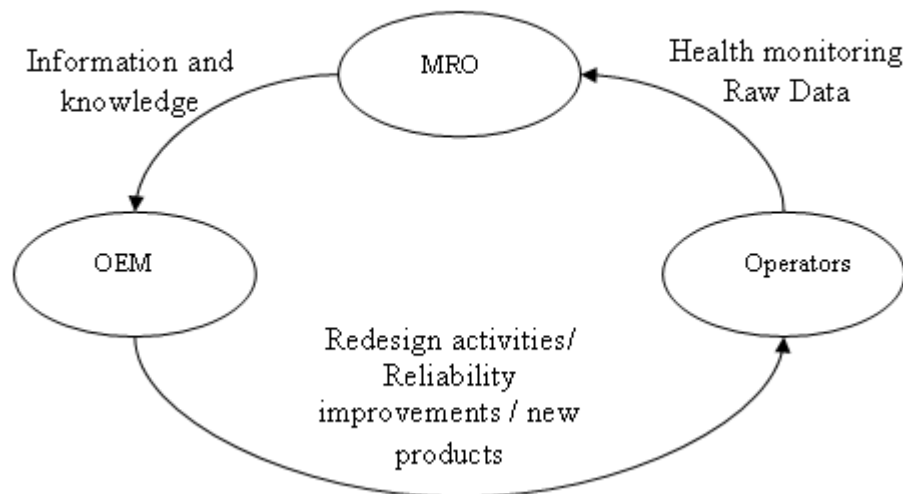 MRO
Information and
knowledge
Health monitoring
Raw Data
OEM
Operators
Redesign activities/
Reliability
improvements / new
products